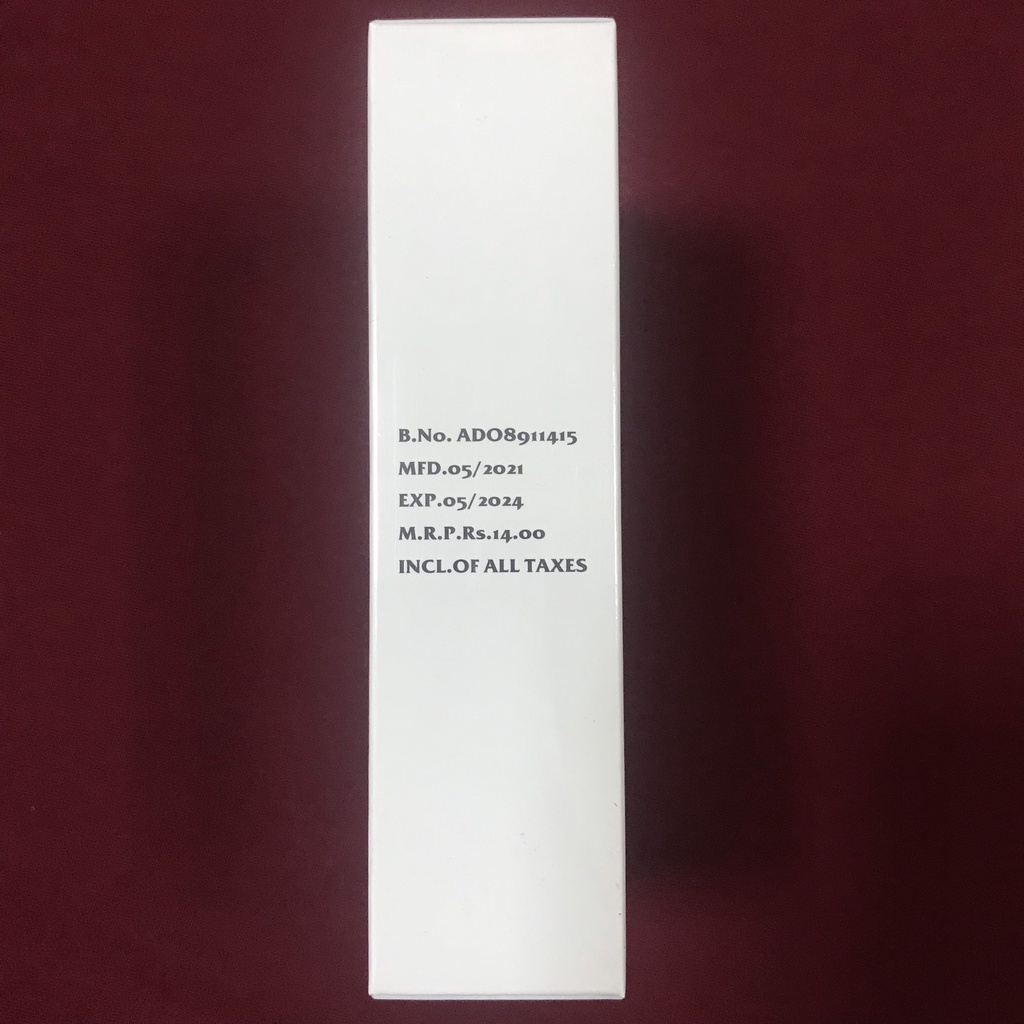 B.No. ADO8911415
MFD.05/2021
EXP.05/2024
M.R.P.Rs.14.00
INCL.OF ALL TAXES